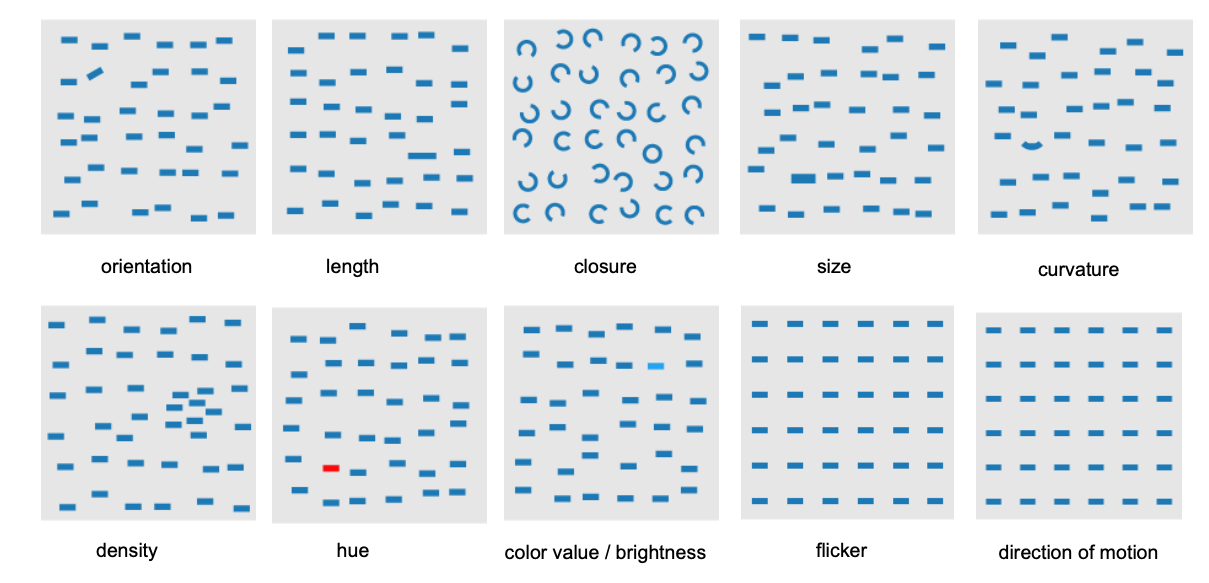 orientation
length
closure
size
curvature
density
hue
color value / brightness
flicker
direction of motion